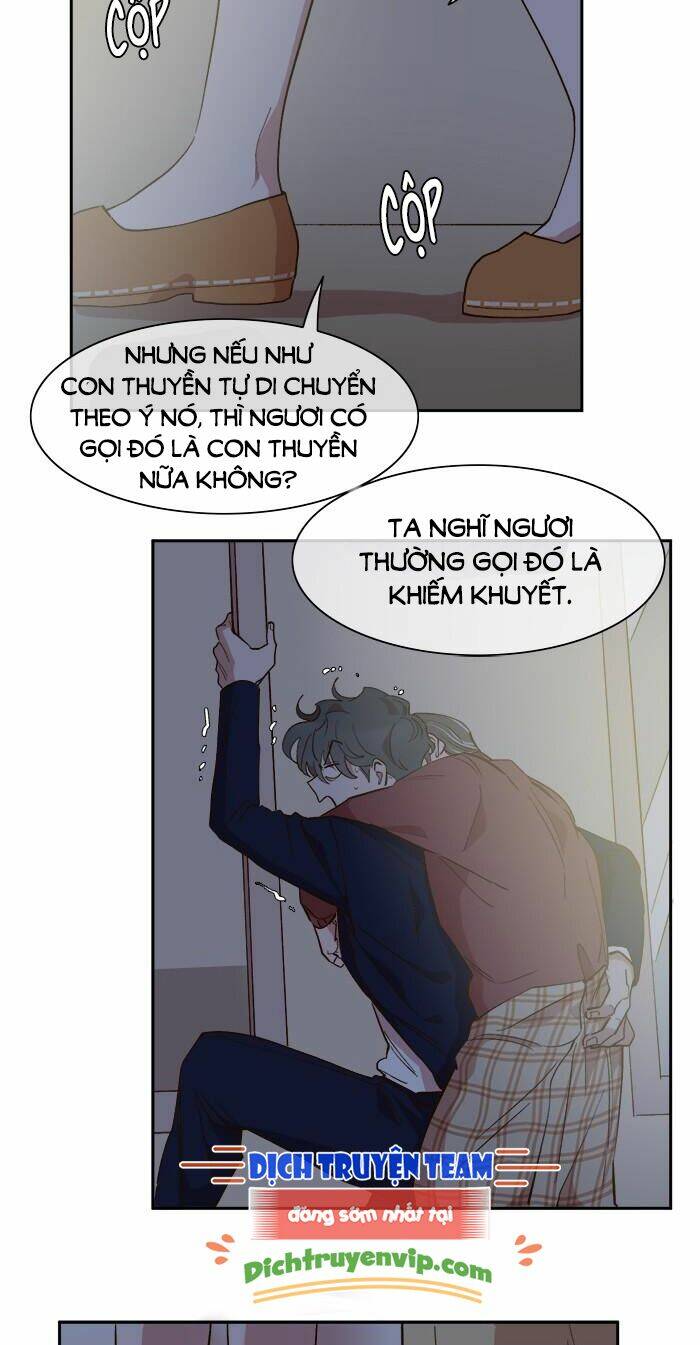 CỘP
CỘP
NHƯNG NẾU NHƯ
CON THUYỀN TỰ DI CHUYỂN
THEO Ý NÓ, THÌ NGƯƠI CÓ
GỌI ĐÓ LÀ CON THUYỀN
NỮA KHÔNG?
TA NGHĨ NGƯƠI
THƯỜNG GỌI ĐÓ LÀ
KHIẾM KHUYẾT.
DỊCH TRUYỆN TEAM
đăng sớm nhất tại
Dichtruyenvip.com